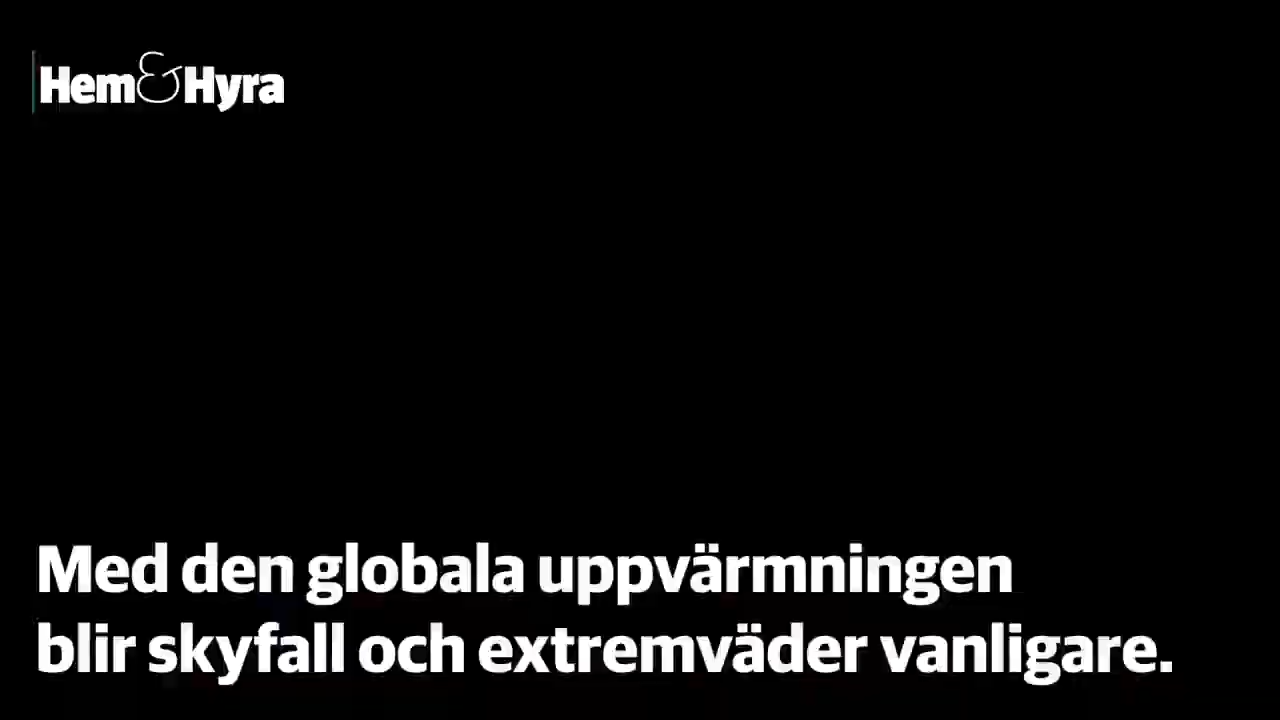 Hem&Hyra
Med den globala uppvärmningen
blir skyfall och extremväder vanligare.